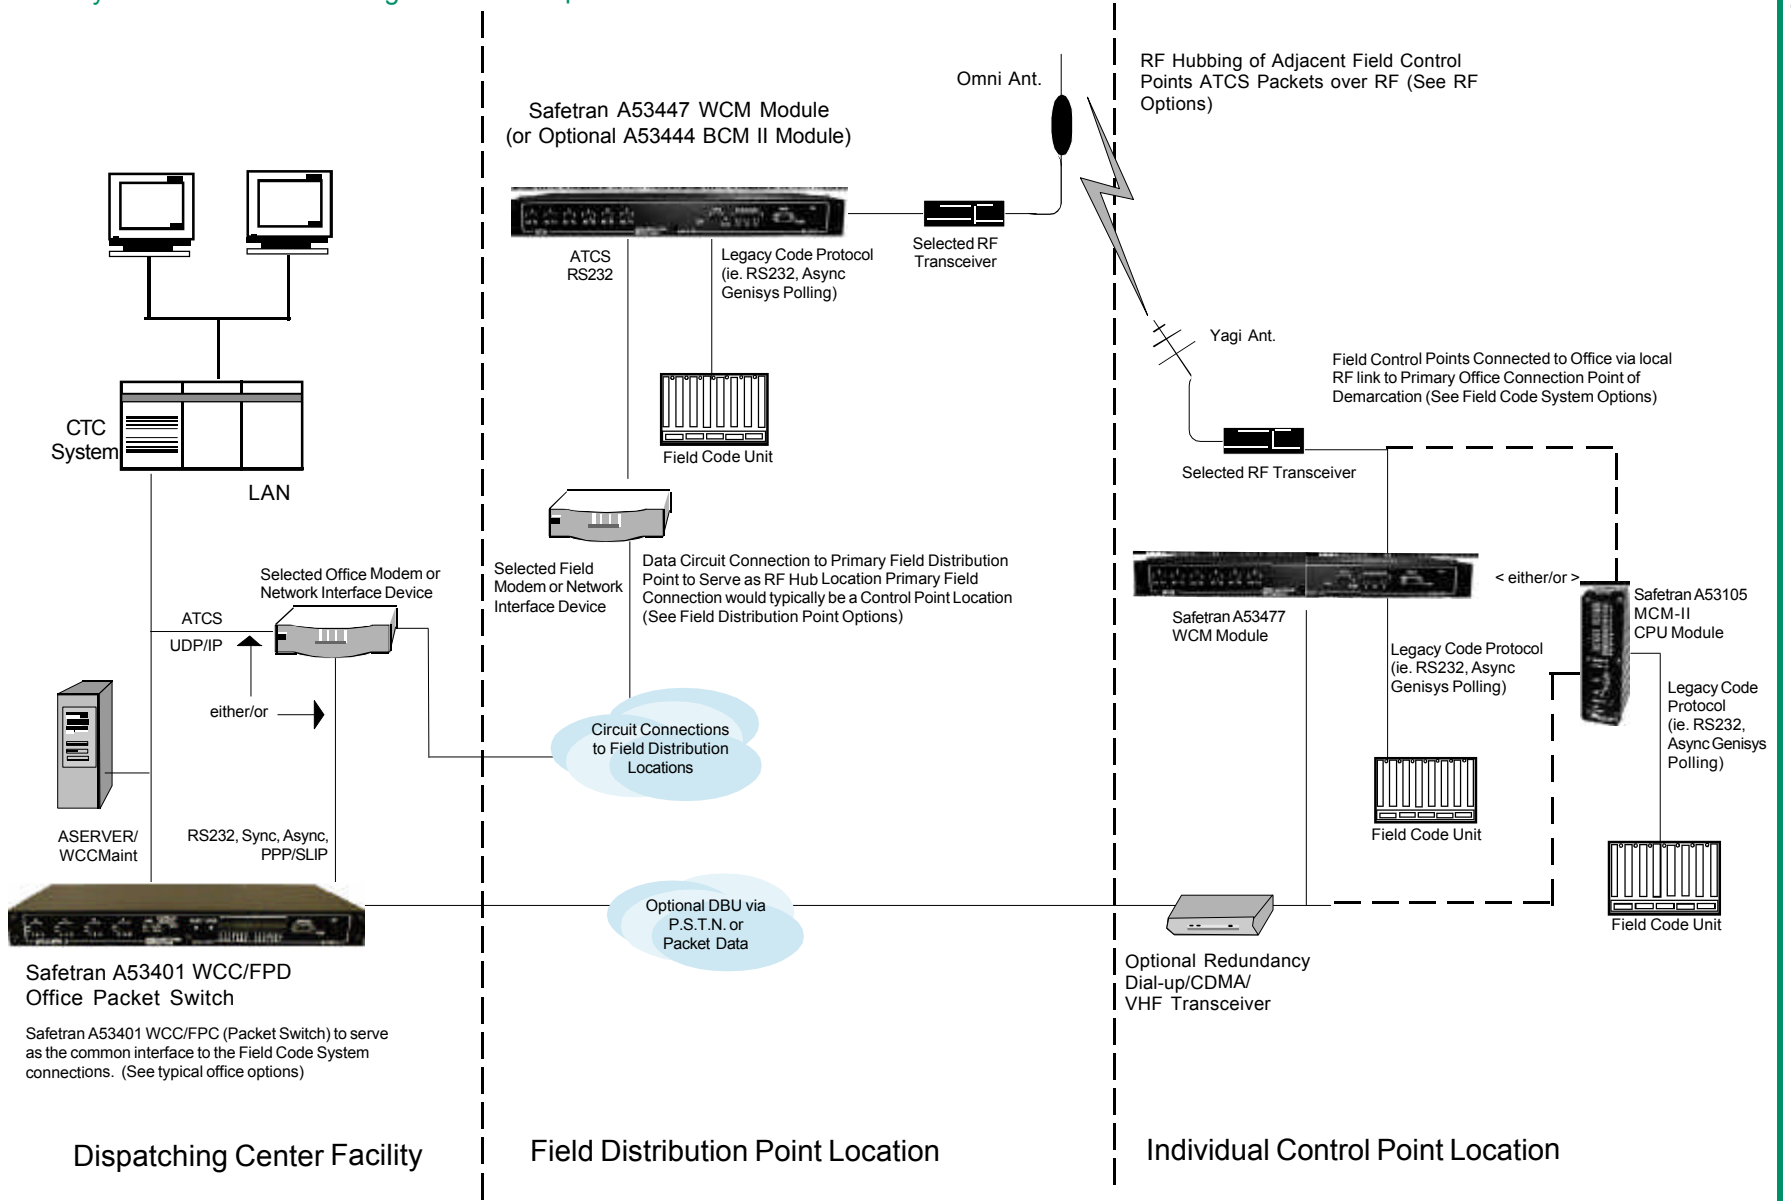 Omni Ant.
RF Hubbing of Adjacent Field Control
Points ATCS Packets over RF (See RF
Options)
Safetran A53447 WCM Module
(or Optional A53444 BCM II Module)
ATCS
RS232
Legacy Code Protocol
(ie. RS232, Async
Genisys Polling)
Selected RF
Transceiver
Yagi Ant.
Field Control Points Connected to Office via local
RF link to Primary Office Connection Point of
Demarcation (See Field Code System Options)
CTC
System
LAN
Field Code Unit
Selected RF Transceiver
Selected Office Modem or
Network Interface Device
ATCS
UDP/IP
either/or
Selected Field
Modem or Network
Interface Device
Data Circuit Connection to Primary Field Distribution
Point to Serve as RF Hub Location Primary Field
Connection would typically be a Control Point Location
(See Field Distribution Point Options)
< either/or >
Safetran A53477
WCM Module
Safetran A53105
MCM-II
CPU Module
Legacy Code Protocol
(ie. RS232, Async
Genisys Polling)
Legacy Code
Protocol
(ie. RS232,
Async Genisys
Polling)
Circuit Connections
to Field Distribution
Locations
ASERVER/
WCCMaint
RS232, Sync, Async,
PPP/SLIP
Field Code Unit
Field Code Unit
Optional DBU via
P.S.T.N. or
Packet Data
Optional Redundancy
Dial-up/CDMA/
VHF Transceiver
Safetran A53401 WCC/FPD
Office Packet Switch
Safetran A53401 WCC/FPC (Packet Switch) to serve
as the common interface to the Field Code System
connections. (See typical office options)
Dispatching Center Facility
Field Distribution Point Location
Individual Control Point Location